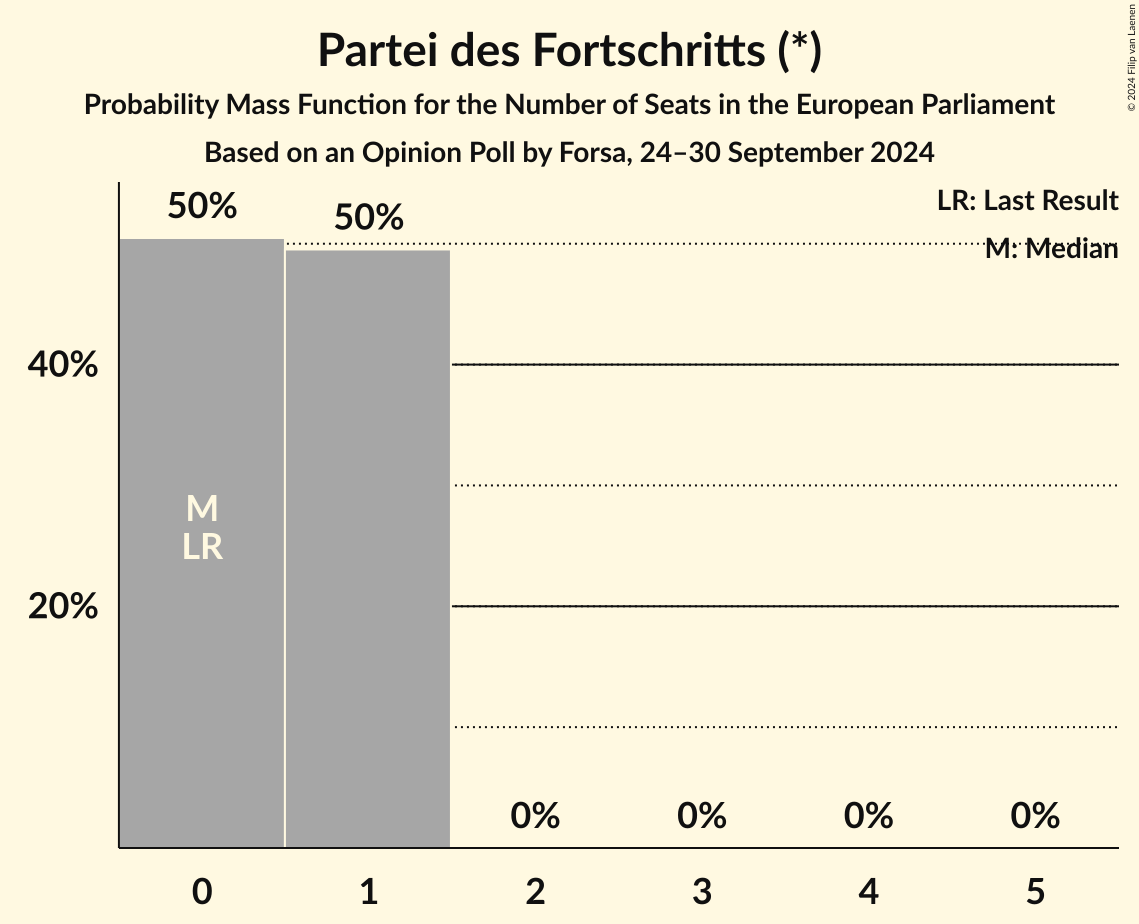 Partei des Fortschritts (*)
Probability Mass Function for the Number of Seats in the European Parliament
Based on an Opinion Poll by Forsa, 24–30 September 2024
© 2024 Filip van Laenen
LR: Last Result
M: Median
50%
50%
40%
20%
M
LR
0%
0%
0%
0%
0
1
2
3
4
5